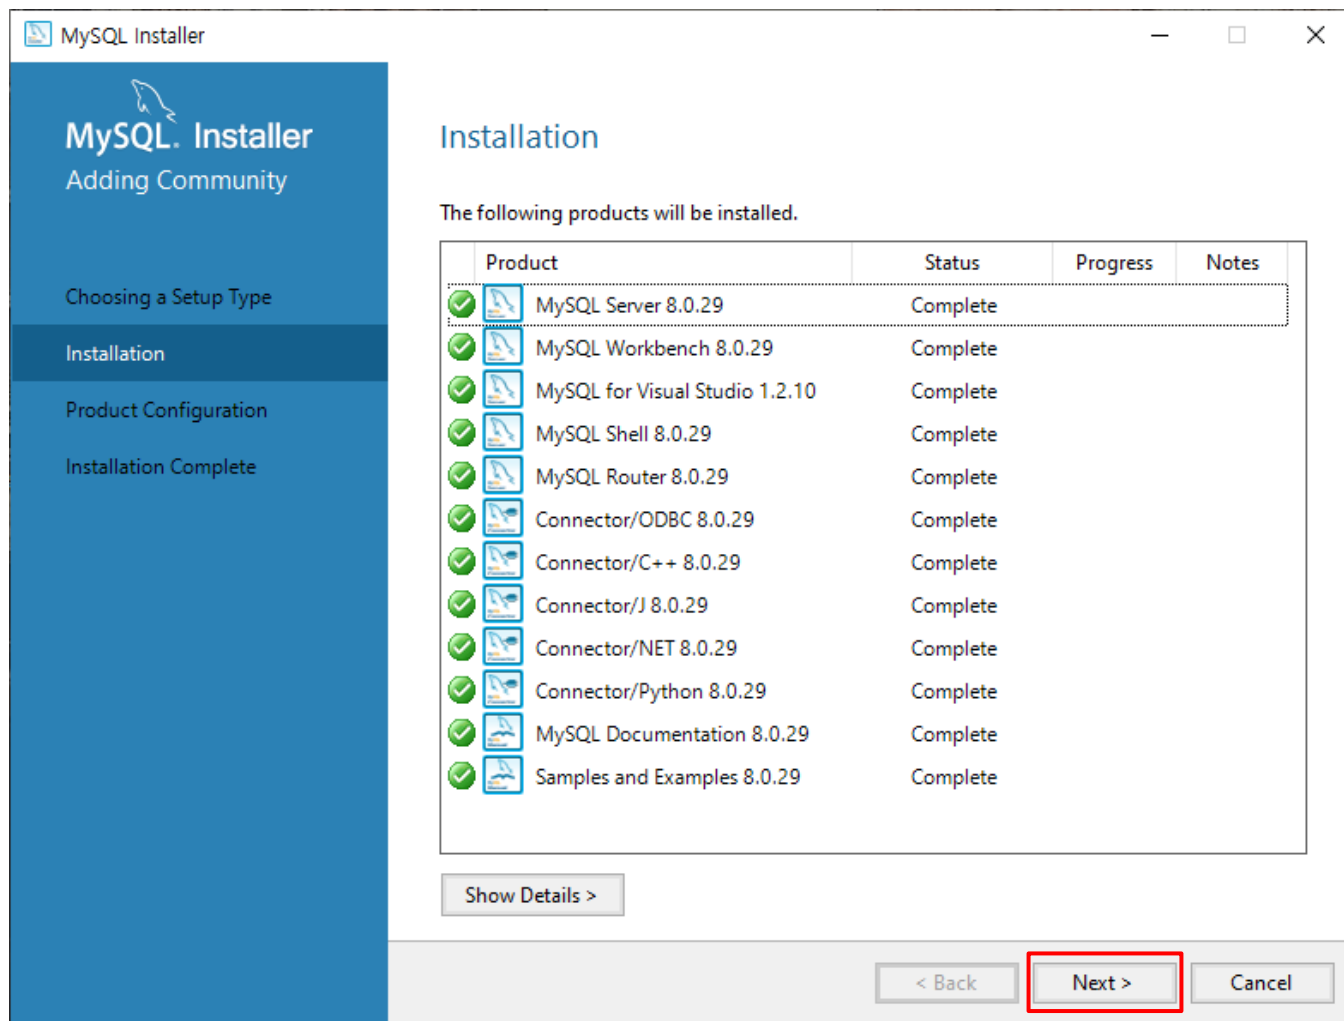 MySQL Installer
MySQL. Installer
Adding Community
Choosing a Setup Type
Installation
Product Configuration
Installation Complete
Installation
The following products will be installed.
Product Status Progress Notes
MySQL Server 8.0.29 Complete
MySQL Workbench 8.0.29 Complete
MySQL for Visual Studio 1.2.10 Complete
MySQL Shell 8.0.29 Complete
MySQL Router 8.0.29 Complete
Connector/ODBC 8.0.29 Complete
Connector/C++ 8.0.29 Complete
Connector/J 8.0.29 Complete
Connector/NET 8.0.29 Complete
Connector/Python 8.0.29 Complete
MySQL Documentation 8.0.29 Complete
Samples and Examples 8.0.29 Complete
Show Details >
< Back Next > Cancel